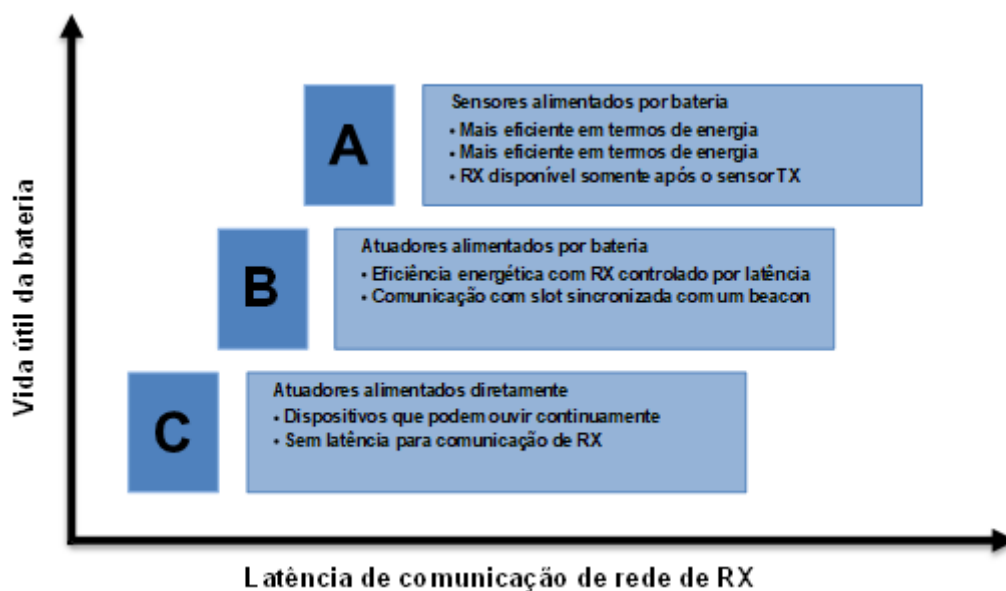 Vida útil da bateria
A
Sensores alimentados por bateria
• Mais eficiente em termos de energia
• Mais eficiente em termos de energia
• RX disponível somente após o sensor TX
B
Atuadores alimentados por bateria
• Eficiência energética com RX controlado por latência
• Comunicação com slot sincronizada com um beacon
C
Atuadores alimentados diretamente
• Dispositivos que podem ouvir continuamente
• Sem latência para comunicação de RX
Latência de comunicação de rede de RX